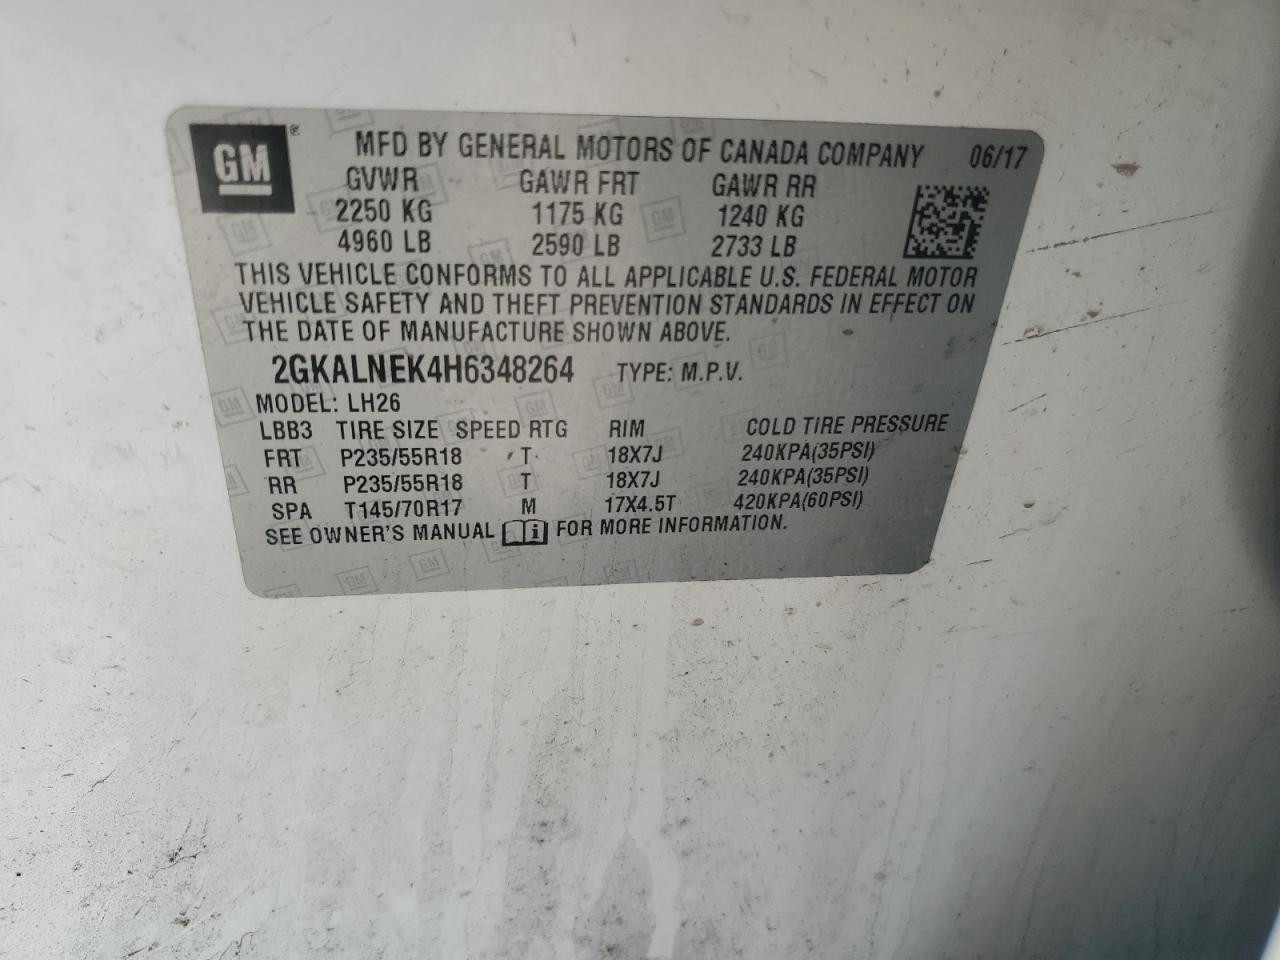 GM ® MFD BY GENERAL MOTORS OF CANADA COMPANY 06/17
GVWR GAWR FRT GAWR RR
2250 KG 1175 KG 1240 KG
4960 LB 2590 LB 2733 LB
THIS VEHICLE CONFORMS TO ALL APPLICABLE U.S. FEDERAL MOTOR
VEHICLE SAFETY AND THEFT PREVENTION STANDARDS IN EFFECT ON
THE DATE OF MANUFACTURE SHOWN ABOVE.
2GKALNEK4H6348264 TYPE: M.P.V.
MODEL: LH26
LBB3 TIRE SIZE SPEED RTG RIM COLD TIRE PRESSURE
FRT P235/55R18 T 18X7J 240KPA(35PSI)
RR P235/55R18 T 18X7J 240KPA(35PSI)
SPA T145/70R17 M 17X4.5T 420KPA(60PSI)
SEE OWNER'S MANUAL i FOR MORE INFORMATION.